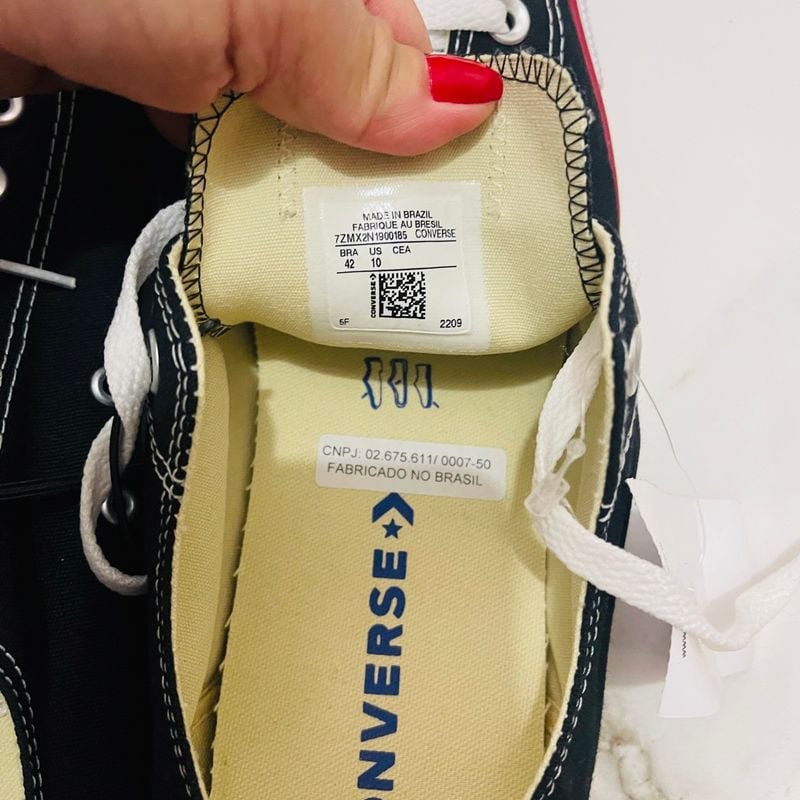 MADE IN BRAZIL
FABRIQUE AU BRESIL
7ZMX2N1900185 CONVERSE
BRA US CEA
42 10
CONVERSE
5F 2209
CNPJ: 02.675.611/ 0007-50
FABRICADO NO BRASIL
CONVERSE